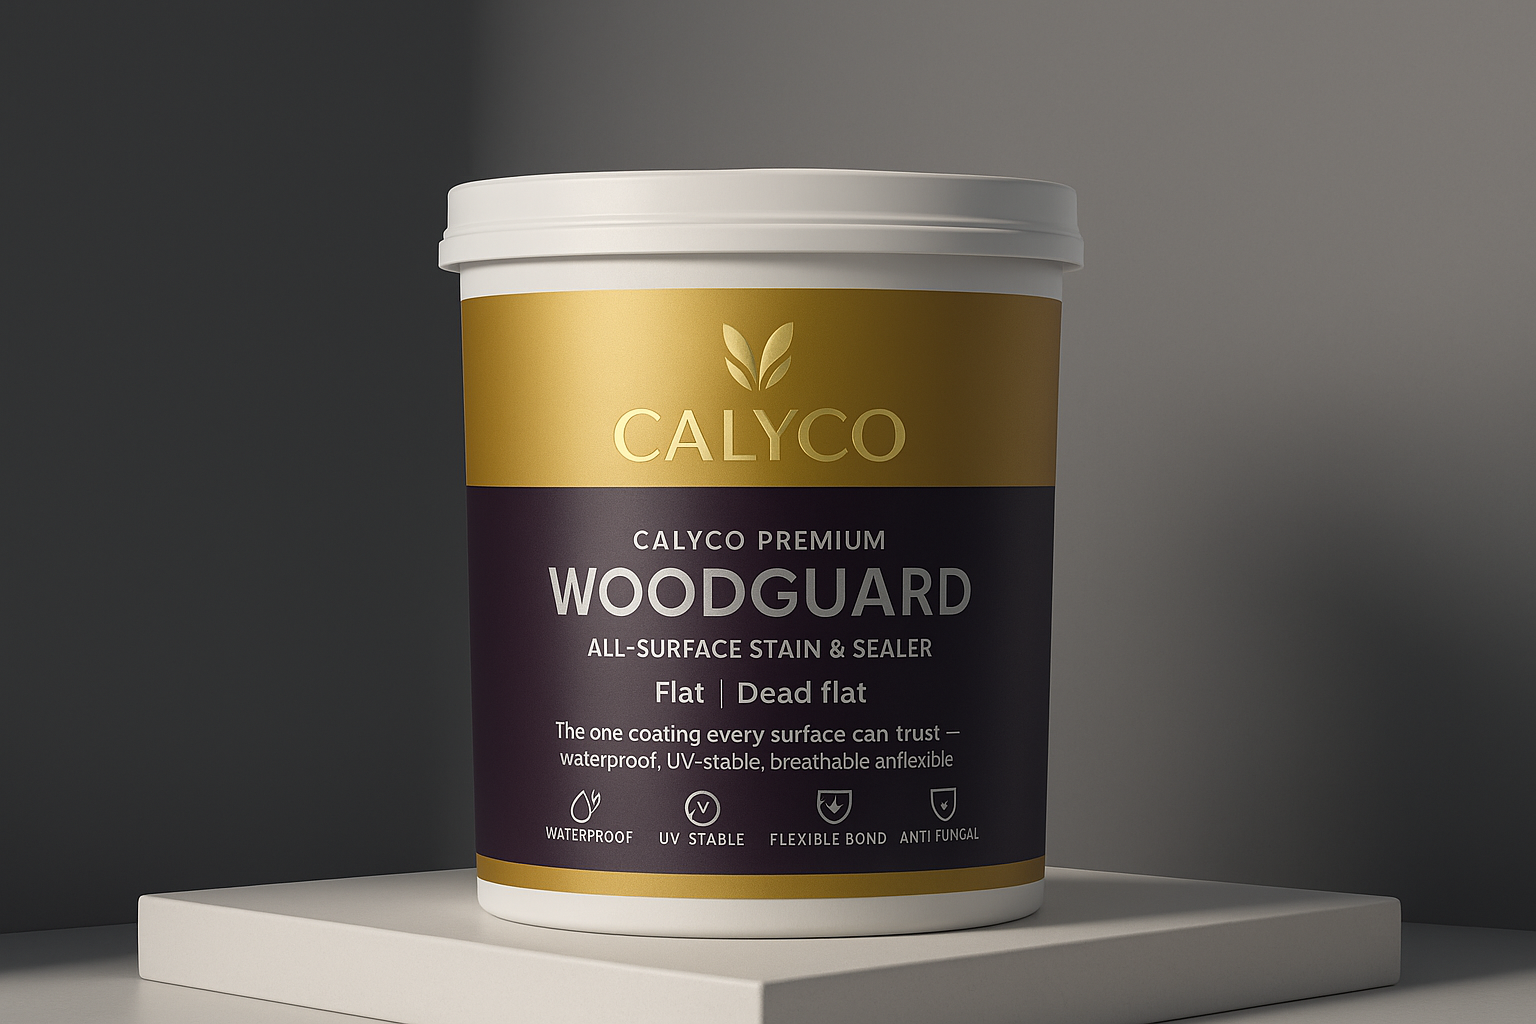 CALYCO
CALYCO PREMIUM
WOODGUARD
ALL-SURFACE STAIN & SEALER
Flat | Dead flat
The one coating every surface can trust –
waterproof, UV-stable, breathable anflexible
WATERPROOF UV STABLE FLEXIBLE BOND ANTI FUNGAL